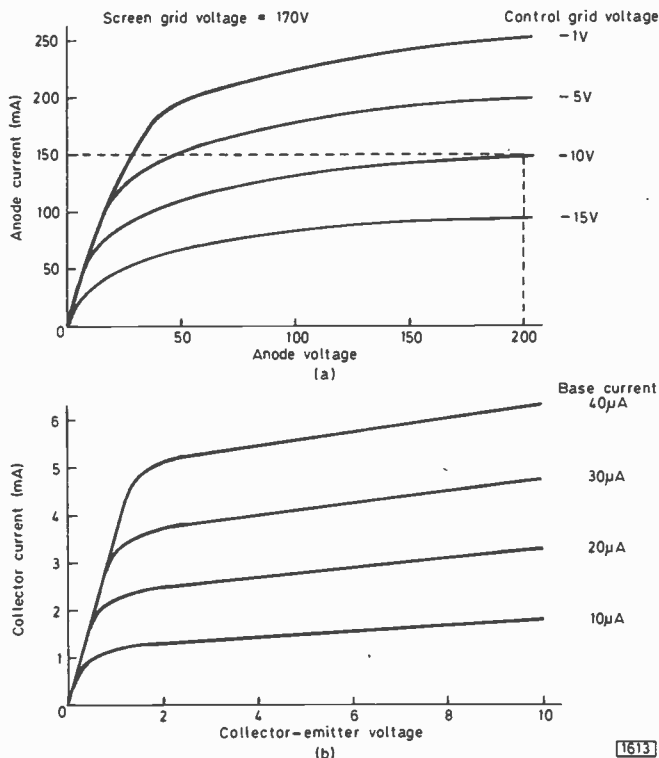 Screen grid voltage = 170V
Control grid voltage
Anode current (mA)
250
200
150
100
50
0
-1V
-5V
-10V
-15V
50
100
150
200
Anode voltage
(a)
Base current
Collector current (mA)
6
5
4
3
2
1
0
40µA
30µA
20µA
10µA
2
4
6
8
10
Collector-emitter voltage
(b)
1613